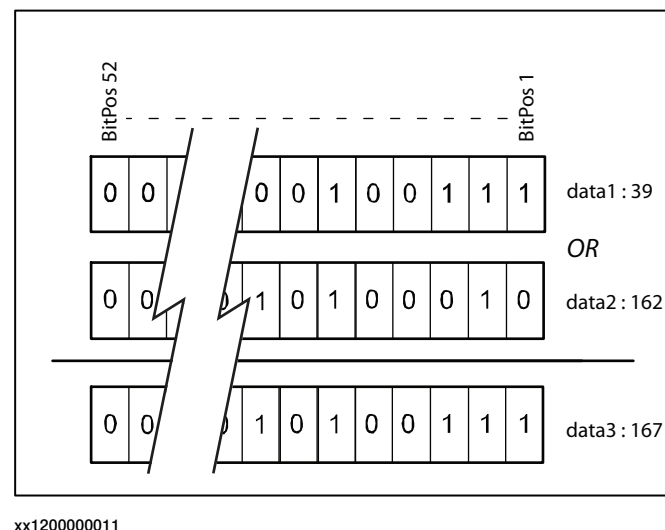 BitPos 52 BitPos 1
0 0 0 0 1 0 0 1 1 1 data1 : 39
OR
0 0 0 1 0 1 0 0 0 1 0 data2 : 162
0 0 1 0 1 0 0 1 1 1 data3 : 167
xx1200000011